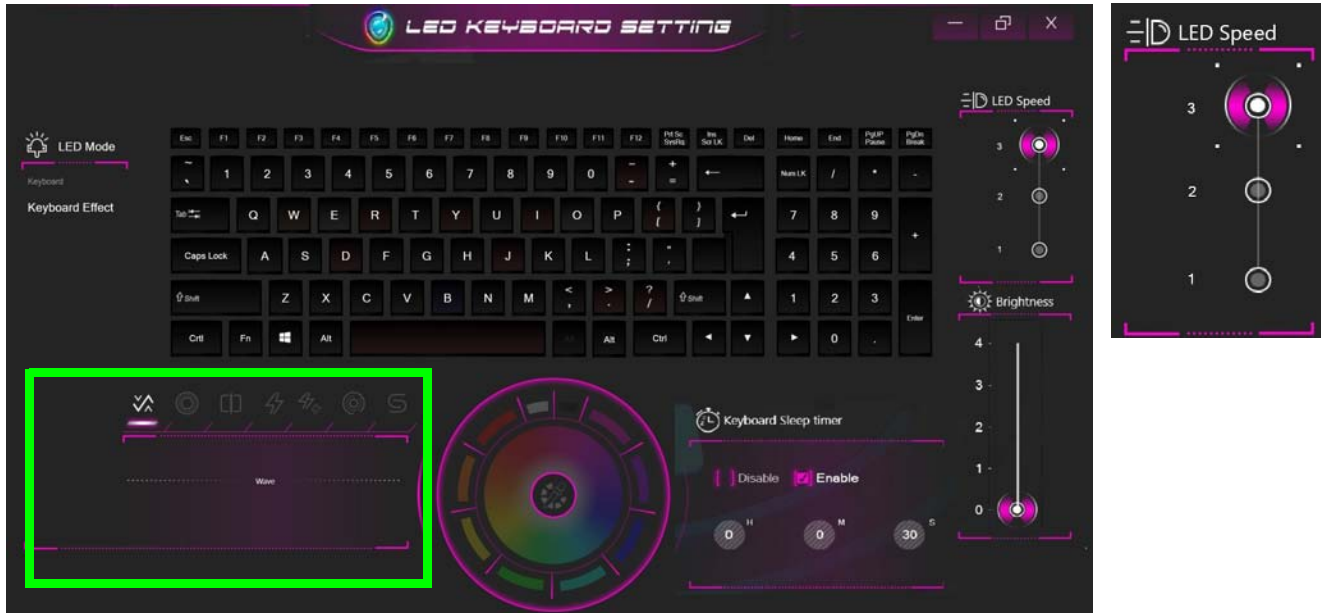 LED KEYBOARD SETTING
LED Speed
3
2
1
LED Mode
Keyboard
Keyboard Effect
Esc F1 F2 F3 F4 F5 F6 F7 F8 F9 F10 F11 F12 Prt Sc SysRq Ins Scr LK Del Home End PgUP Pause PgDn Break
~ ` 1 2 3 4 5 6 7 8 9 0 - - + = ← Num LK / * -
Tab Q W E R T Y U I O P { [ } ] 7 8 9 +
Caps Lock A S D F G H J K L : ; " ' 4 5 6
Shift Z X C V B N M < , > . ? / Shift ▲ 1 2 3 Enter
Crtl Fn Alt Alt Ctrl ◄ ▼ ► 0 .
Brightness
4
3
2
1
0
Wave
Keyboard Sleep timer
Disable Enable
0 H 0 M 30 S
LED Speed
3
2
1